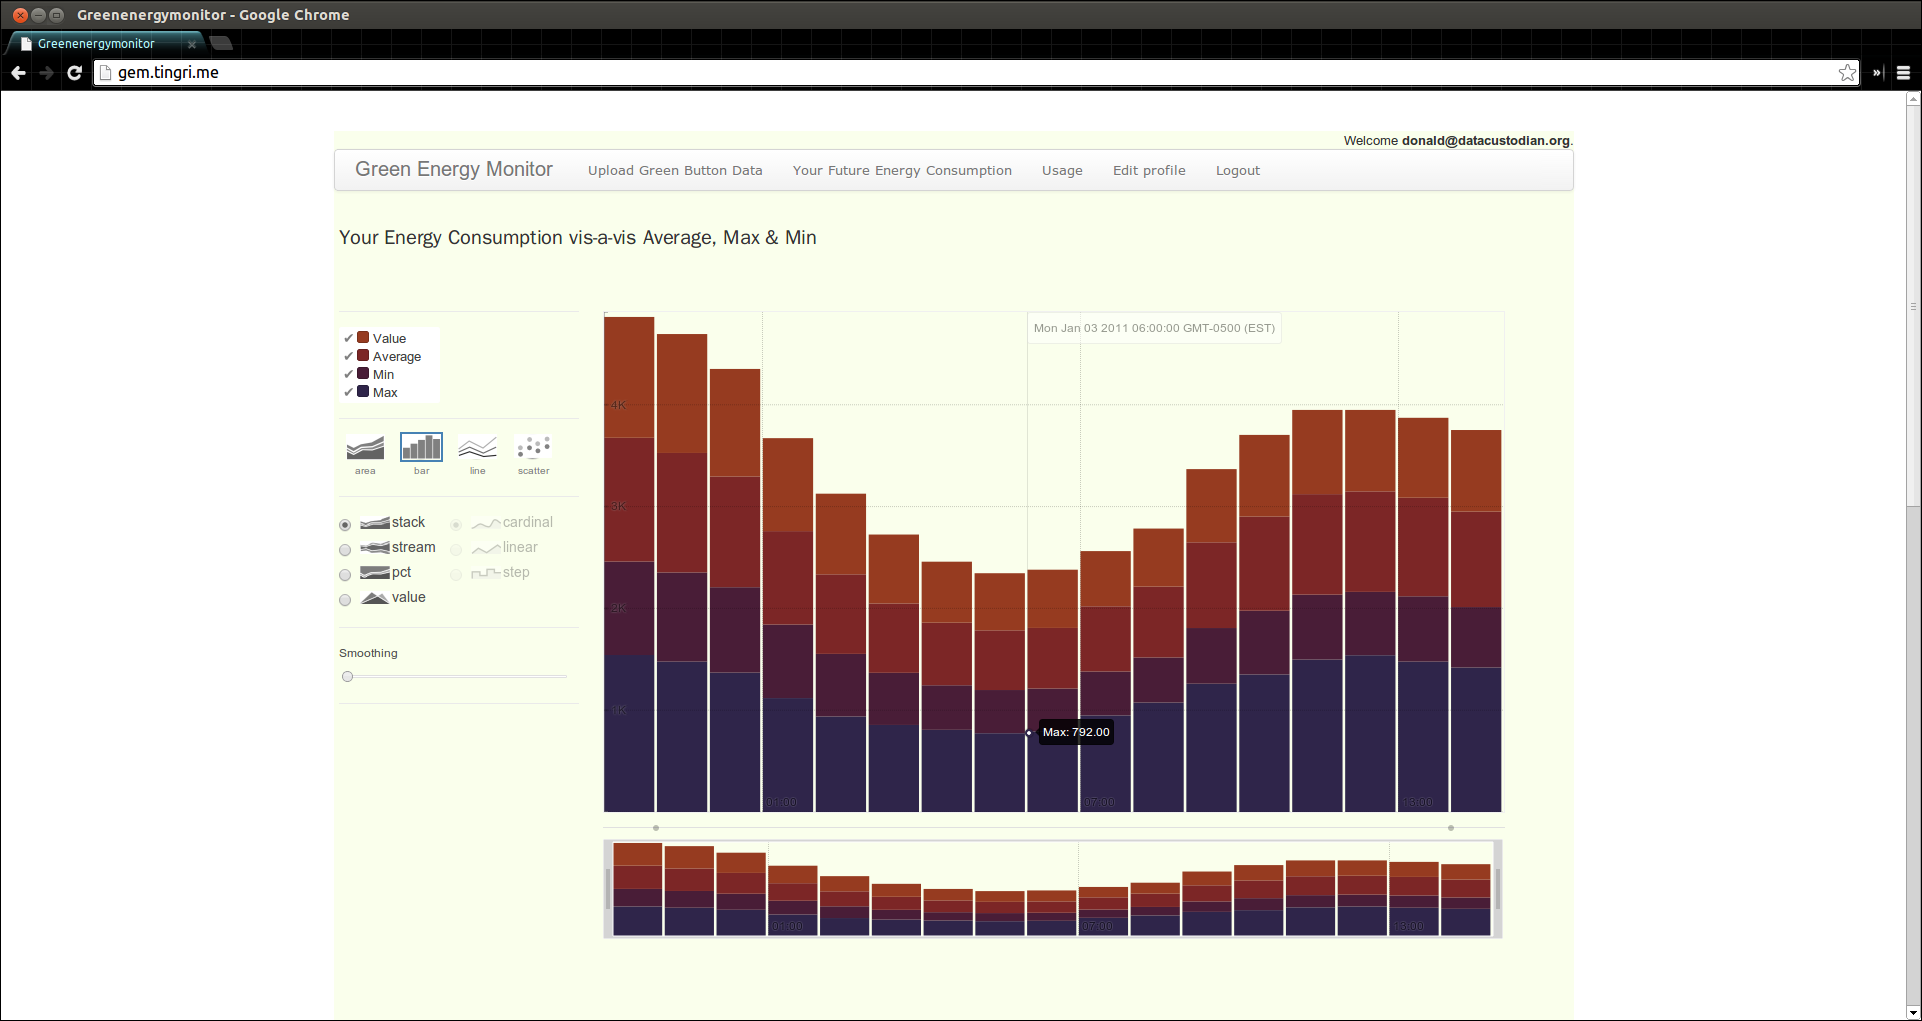 Greenenergymonitor - Google Chrome
Greenenergymonitor
gem.tingri.me
Welcome donald@datacustodian.org.
Green Energy Monitor Upload Green Button Data Your Future Energy Consumption Usage Edit profile Logout
Your Energy Consumption vis-a-vis Average, Max & Min
Value
Average
Min
Max
area bar line scatter
stack cardinal
stream linear
pct step
value
Smoothing
Mon Jan 03 2011 06:00:00 GMT-0500 (EST)
4K
3K
2K
1K
Max: 792.00
01:00 07:00 13:00
01:00 07:00 13:00